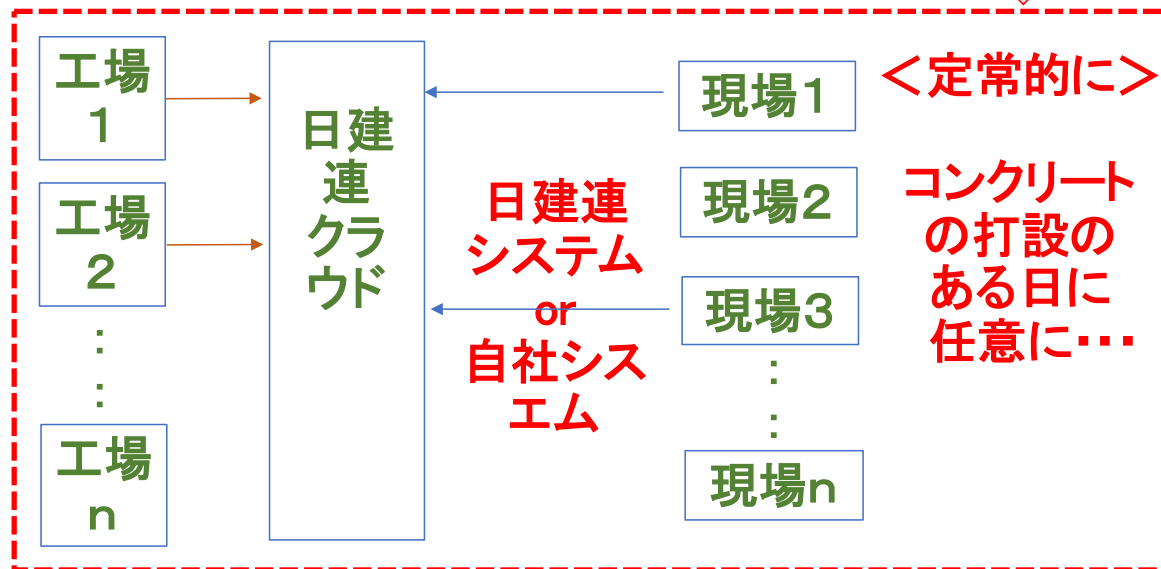 工場
1
工場
2
：
：
工場
n
日建
連
クラ
ウド
日建連
システム
or
自社シス
エム
現場1
現場2
現場3
：
：
現場n
＜定常的に＞
コンクリート
の打設の
ある日に
任意に･･･